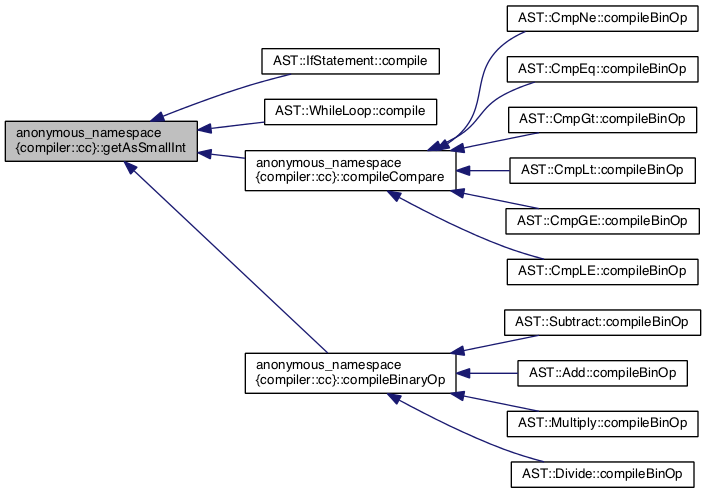 AST::CmpNe::compileBinOp
AST::IfStatement::compile
AST::CmpEq::compileBinOp
AST::WhileLoop::compile
AST::CmpGt::compileBinOp
anonymous_namespace
{compiler::cc}::getAsSmallInt
anonymous_namespace
{compiler::cc}::compileCompare
AST::CmpLt::compileBinOp
AST::CmpGE::compileBinOp
AST::CmpLE::compileBinOp
AST::Subtract::compileBinOp
anonymous_namespace
{compiler::cc}::compileBinaryOp
AST::Add::compileBinOp
AST::Multiply::compileBinOp
AST::Divide::compileBinOp